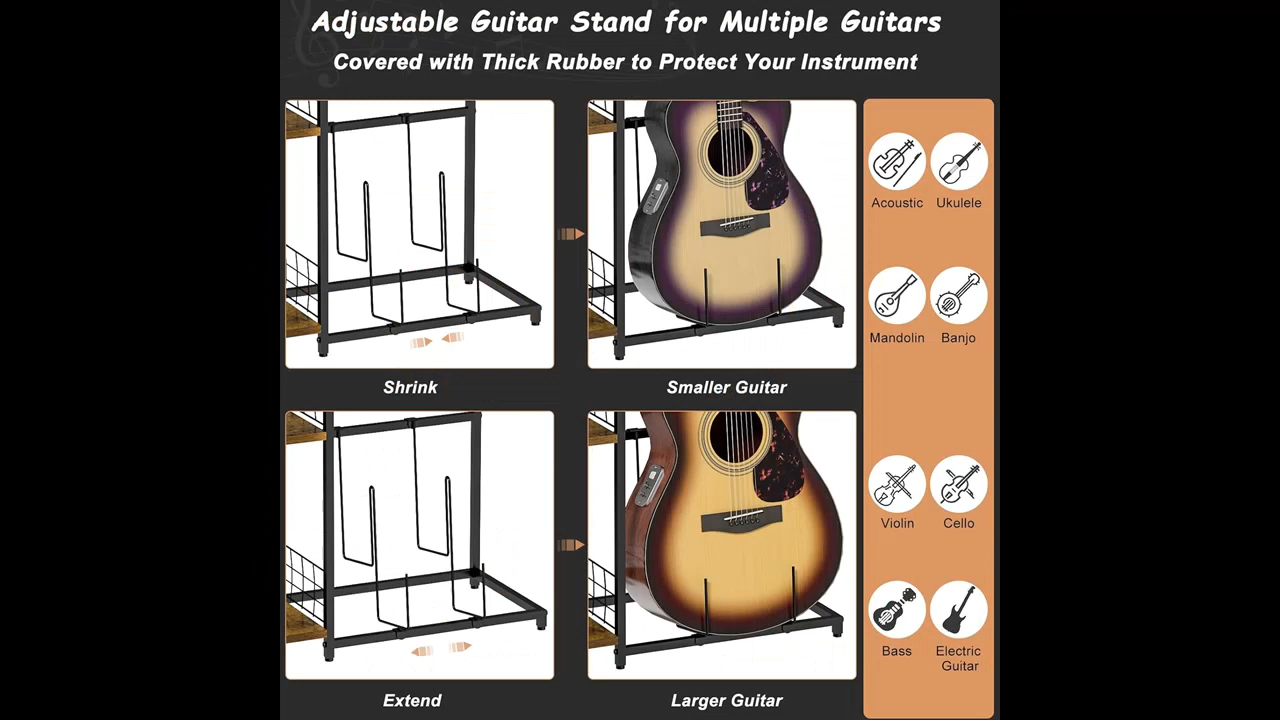 Adjustable Guitar Stand for Multiple Guitars
Covered with Thick Rubber to Protect Your Instrument
Shrink
Smaller Guitar
Extend
Larger Guitar
Acoustic
Ukulele
Mandolin
Banjo
Violin
Cello
Bass
Electric
Guitar